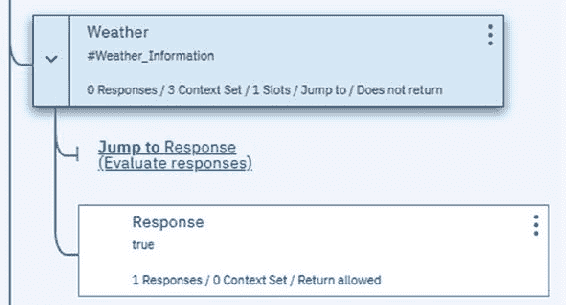 Weather
#Weather_Information
0 Responses / 3 Context Set / 1 Slots / Jump to / Does not return
Jump to Response
(Evaluate responses)
Response
true
1 Responses / 0 Context Set / Return allowed